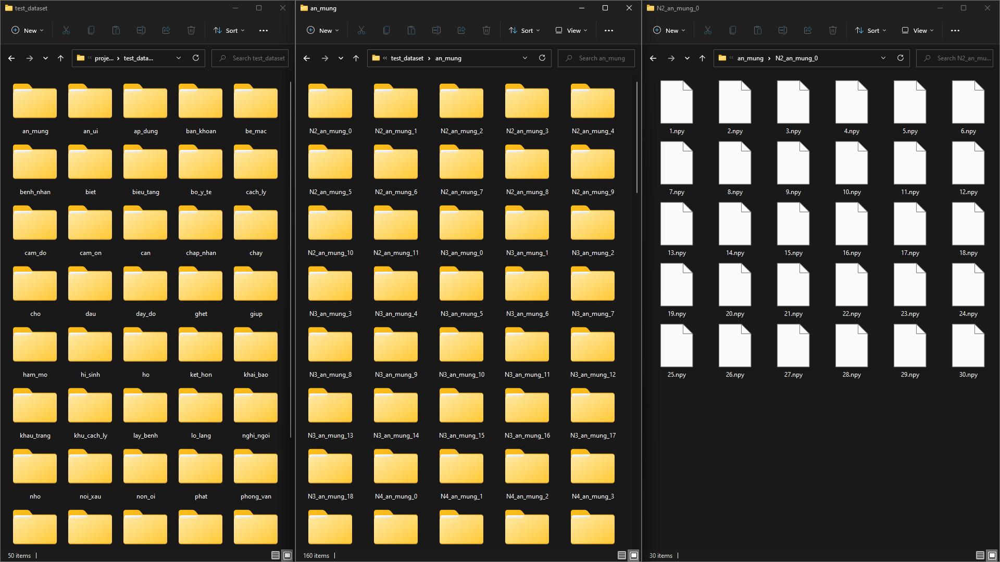 test_dataset
New
Sort
proje... test_data...
Search test_dataset
an_mung an_ui ap_dung ban_khoan be_mac
benh_nhan biet bieu_tang bo_y_te cach_ly
cam_do cam_on can chap_nhan chay
cho dau day_do ghet giup
ham_mo hi_sinh ho ket_hon khai_bao
khau_trang khu_cach_ly lay_benh lo_lang nghi_ngoi
nho noi_xau non_oi phat phong_van
50 items
an_mung
New
Sort
View
test_dataset an_mung
Search an_mung
N2_an_mung_0 N2_an_mung_1 N2_an_mung_2 N2_an_mung_3 N2_an_mung_4
N2_an_mung_5 N2_an_mung_6 N2_an_mung_7 N2_an_mung_8 N2_an_mung_9
N2_an_mung_10 N2_an_mung_11 N3_an_mung_0 N3_an_mung_1 N3_an_mung_2
N3_an_mung_3 N3_an_mung_4 N3_an_mung_5 N3_an_mung_6 N3_an_mung_7
N3_an_mung_8 N3_an_mung_9 N3_an_mung_10 N3_an_mung_11 N3_an_mung_12
N3_an_mung_13 N3_an_mung_14 N3_an_mung_15 N3_an_mung_16 N3_an_mung_17
N3_an_mung_18 N4_an_mung_0 N4_an_mung_1 N4_an_mung_2 N4_an_mung_3
160 items
N2_an_mung_0
New
Sort
View
an_mung N2_an_mung_0
Search N2_an_mu...
1.npy 2.npy 3.npy 4.npy 5.npy 6.npy
7.npy 8.npy 9.npy 10.npy 11.npy 12.npy
13.npy 14.npy 15.npy 16.npy 17.npy 18.npy
19.npy 20.npy 21.npy 22.npy 23.npy 24.npy
25.npy 26.npy 27.npy 28.npy 29.npy 30.npy
30 items